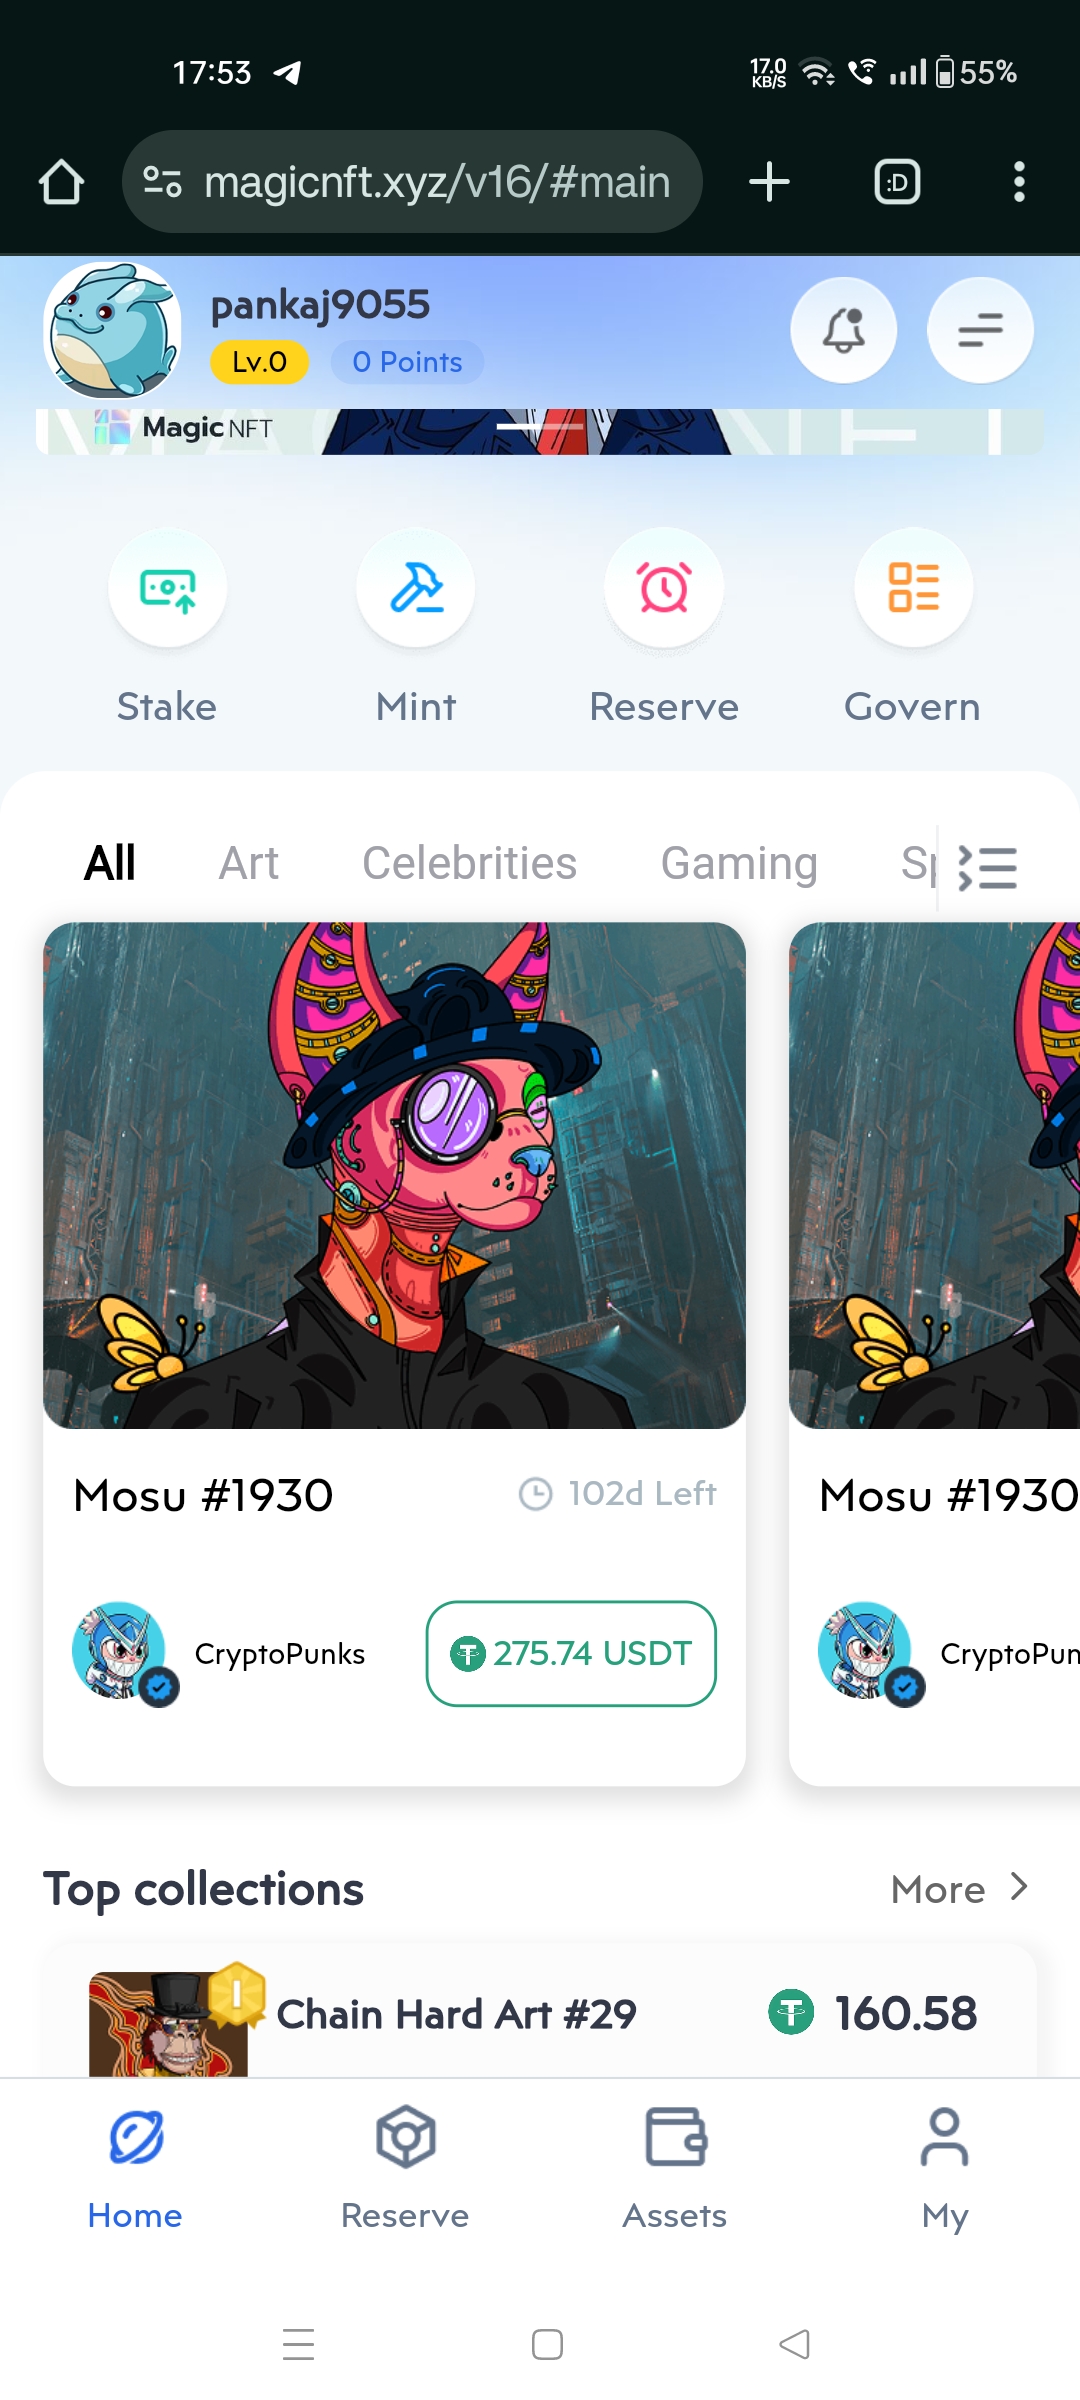 17:53
17.0 KB/S
55%
magicnft.xyz/v16/#main
:D
pankaj9055
Lv.0
0 Points
Magic NFT
Stake
Mint
Reserve
Govern
All
Art
Celebrities
Gaming
Mosu #1930
102d Left
Mosu #1930
CryptoPunks
275.74 USDT
CryptoPun
Top collections
More
Chain Hard Art #29
160.58
Home
Reserve
Assets
My